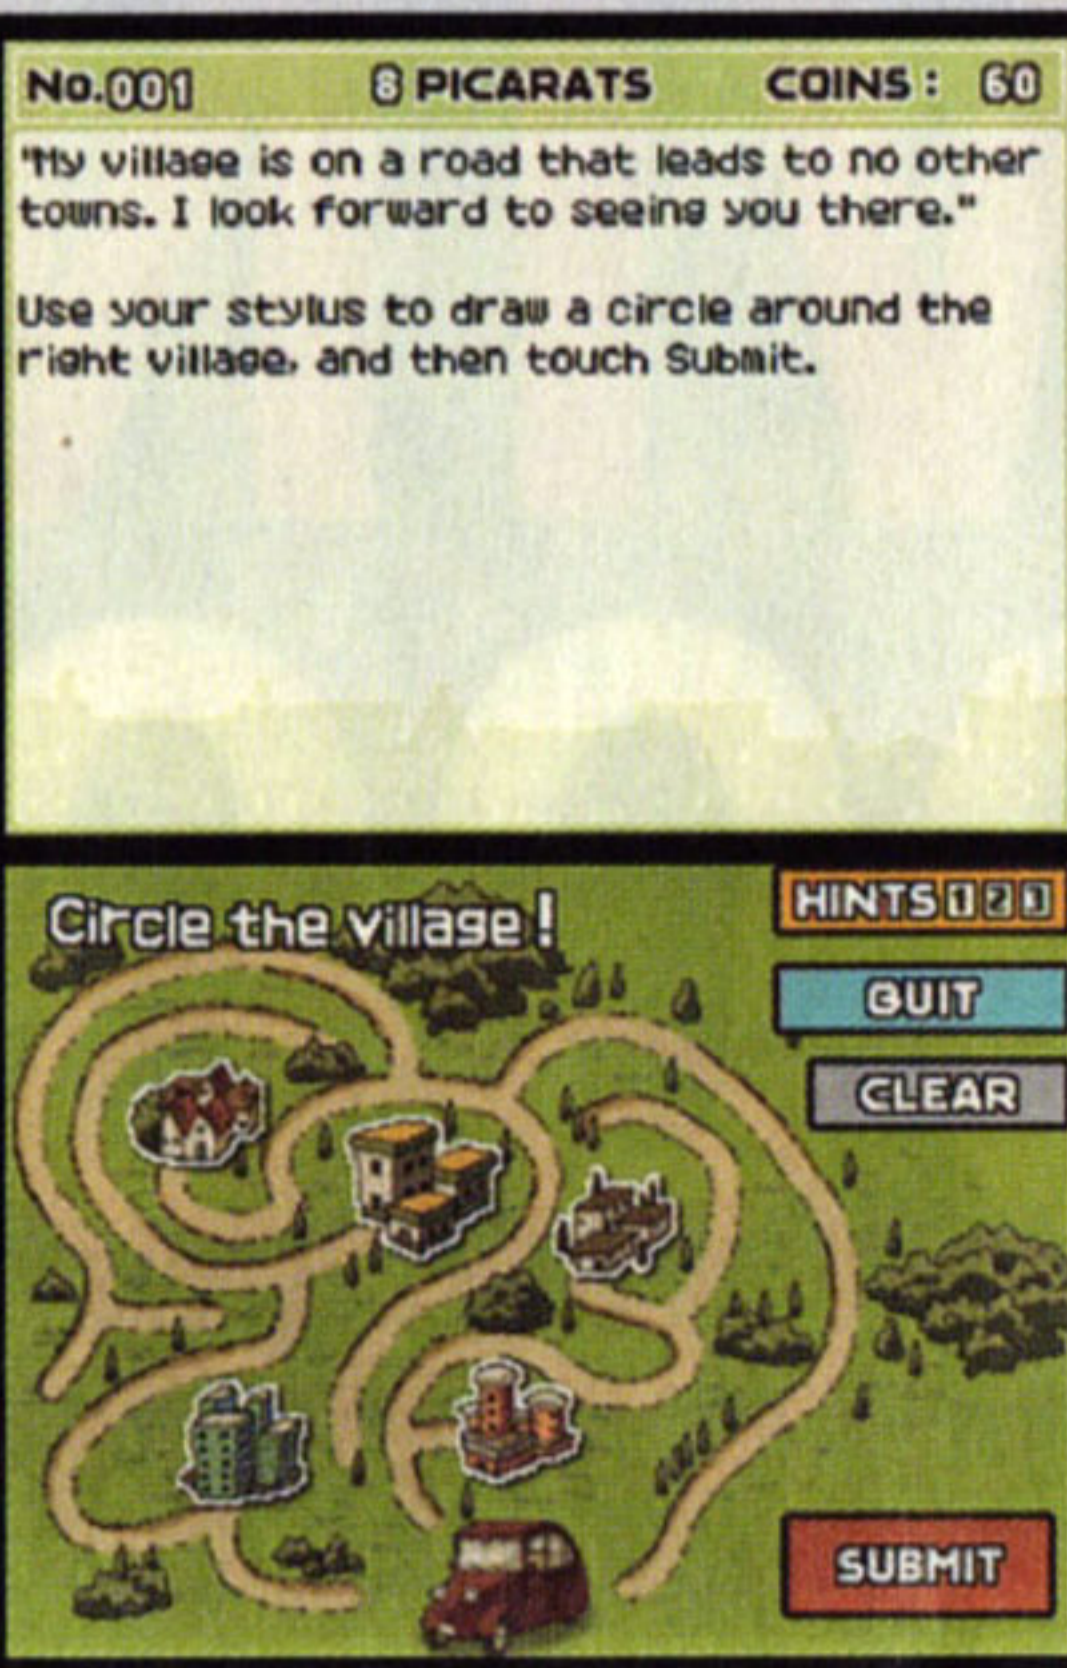 No.001 8 PICARATS COINS: 60
"My village is on a road that leads to no other
towns. I look forward to seeing you there."
Use your stylus to draw a circle around the
right village, and then touch Submit.
Circle the village!
HINTS 1 2 3
QUIT
CLEAR
SUBMIT